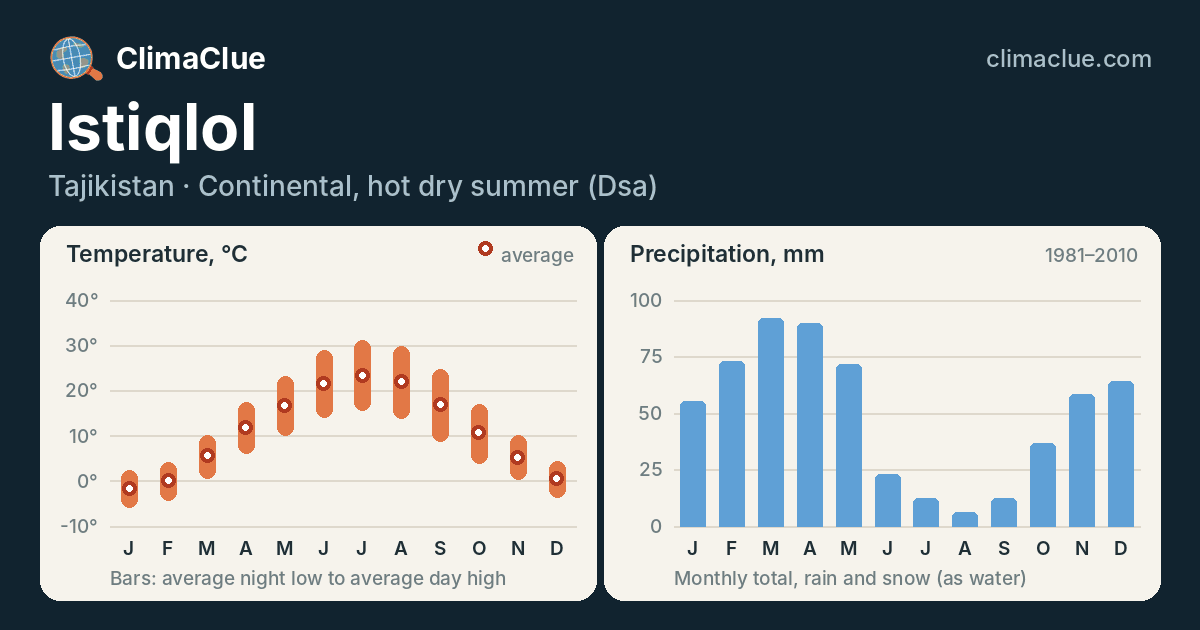 ClimaClue
climaclue.com
Istiqlol
Tajikistan · Continental, hot dry summer (Dsa)
Temperature, °C
average
40°
30°
20°
10°
0°
-10°
J F M A M J J A S O N D
Bars: average night low to average day high
Precipitation, mm
1981–2010
100
75
50
25
0
J F M A M J J A S O N D
Monthly total, rain and snow (as water)